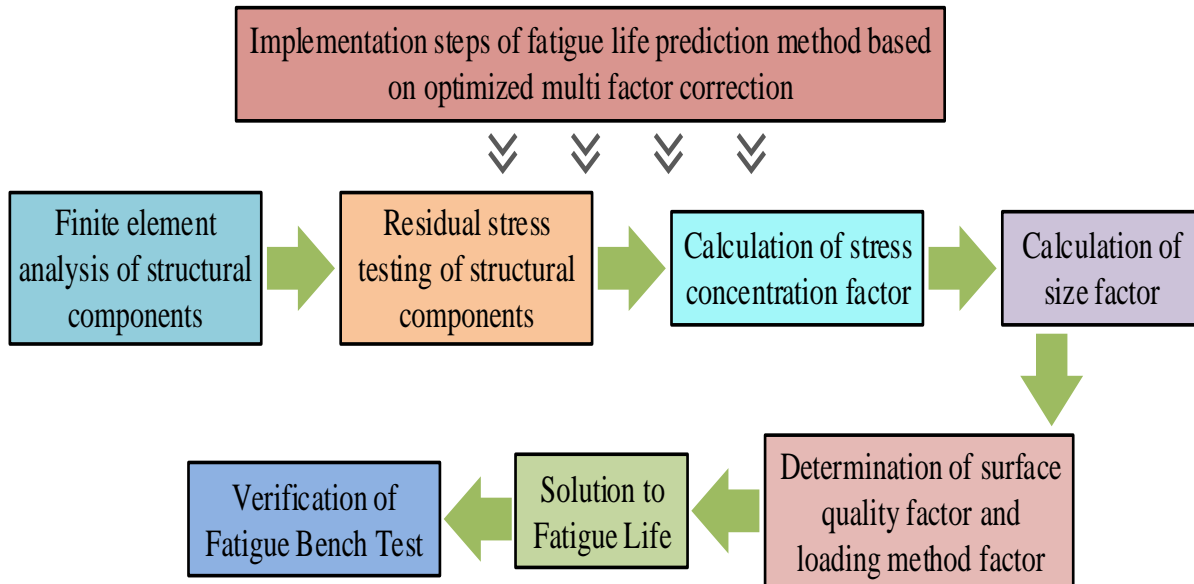 Implementation steps of fatigue life prediction method based
on optimized multi factor correction
Finite element
analysis of structural
components
Residual stress
testing of structural
components
Calculation of stress
concentration factor
Calculation of
size factor
Determination of surface
quality factor and
loading method factor
Solution to
Fatigue Life
Verification of
Fatigue Bench Test